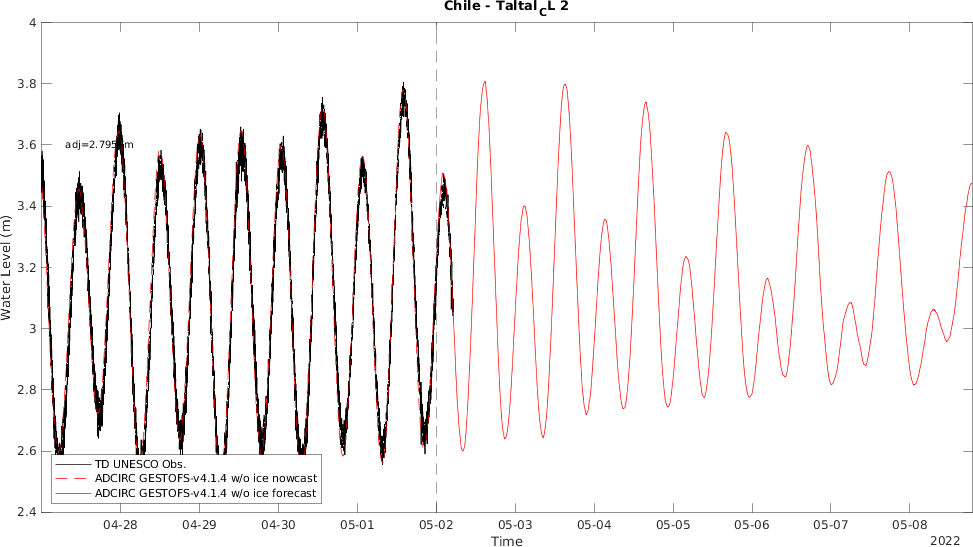 Chile - Taltal_CL 2
Water Level (m)
4
3.8
3.6
3.4
3.2
3
2.8
2.6
2.4
adj=2.795 m
TD UNESCO Obs.
ADCIRC GESTOFS-v4.1.4 w/o ice nowcast
ADCIRC GESTOFS-v4.1.4 w/o ice forecast
04-28 04-29 04-30 05-01 05-02 05-03 05-04 05-05 05-06 05-07 05-08
Time
2022